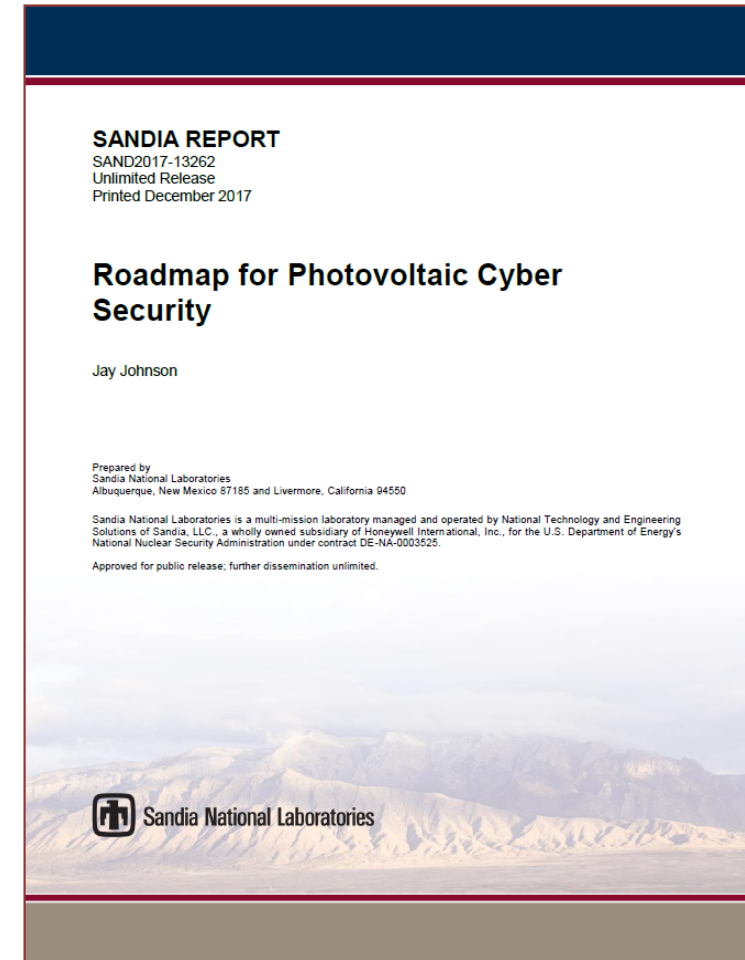 SANDIA REPORT
SAND2017-13262
Unlimited Release
Printed December 2017
Roadmap for Photovoltaic Cyber
Security
Jay Johnson
Prepared by
Sandia National Laboratories
Albuquerque, New Mexico 87185 and Livermore, California 94550
Sandia National Laboratories is a multi-mission laboratory managed and operated by National Technology and Engineering
Solutions of Sandia, LLC., a wholly owned subsidiary of Honeywell International, Inc., for the U.S. Department of Energy's
National Nuclear Security Administration under contract DE-NA-0003525.
Approved for public release; further dissemination unlimited.
Sandia National Laboratories